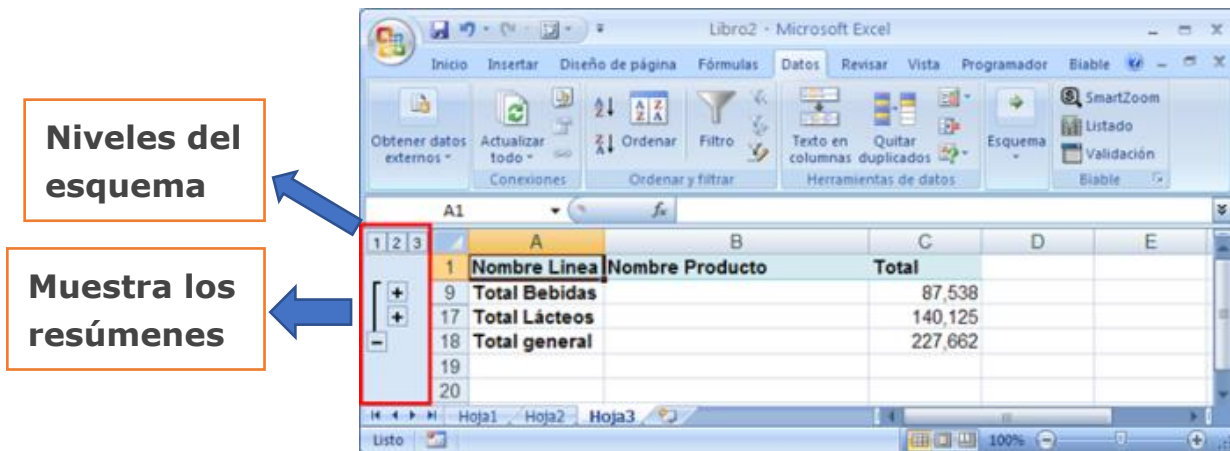 Niveles del
esquema
Muestra los
resúmenes
Libro2 - Microsoft Excel
Inicio Insertar Diseño de página Fórmulas Datos Revisar Vista Programador Biable
Obtener datos
externos
Actualizar
todo
Conexiones
Ordenar
Filtro
Ordenar y filtrar
Texto en
columnas
Quitar
duplicados
Herramientas de datos
Esquema
SmartZoom
Listado
Validación
Biable
A1 fx
1 2 3 A B C D E
1 Nombre Linea Nombre Producto Total
9 Total Bebidas 87,538
17 Total Lácteos 140,125
18 Total general 227,662
19
20
Hoja1 Hoja2 Hoja3
Listo 100%